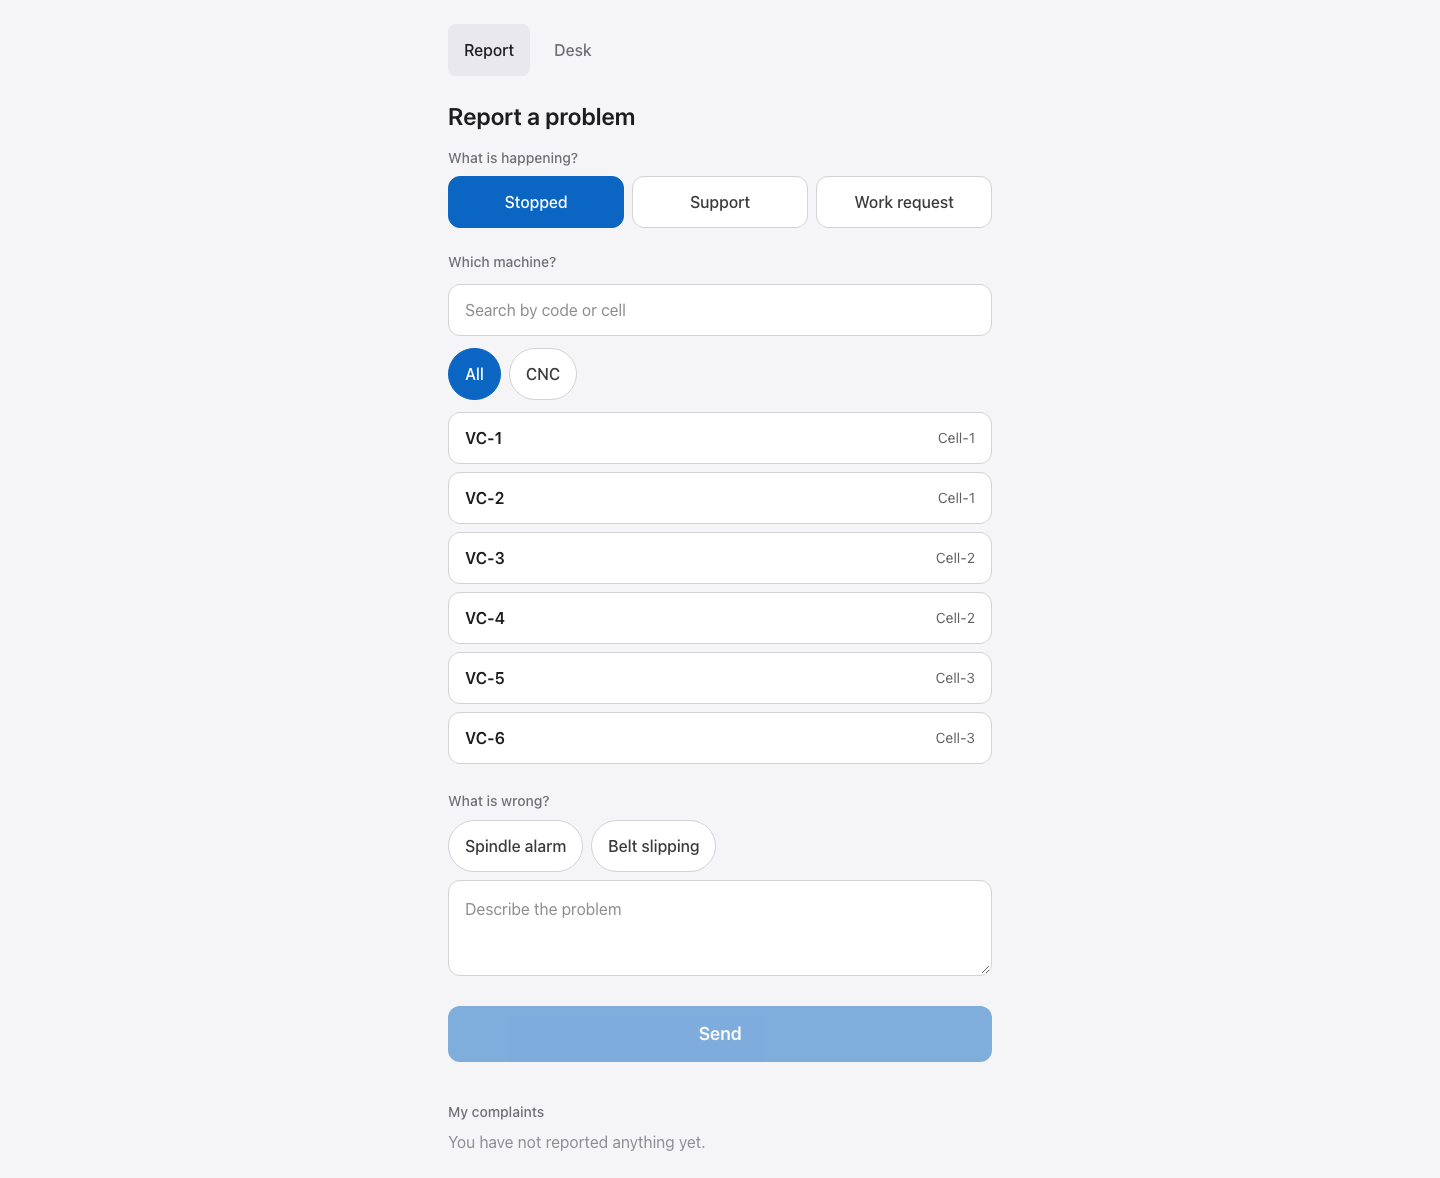 Report Desk
Report a problem
What is happening?
Stopped Support Work request
Which machine?
Search by code or cell
All CNC
VC-1 Cell-1
VC-2 Cell-1
VC-3 Cell-2
VC-4 Cell-2
VC-5 Cell-3
VC-6 Cell-3
What is wrong?
Spindle alarm Belt slipping
Describe the problem
Send
My complaints
You have not reported anything yet.